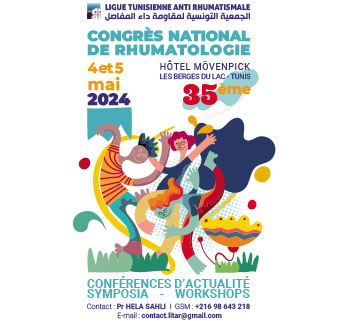 LIGUE TUNISIENNE ANTI RHUMATISMALE
الجمعية التونسية لمقاومة داء المفاصل
CONGRÈS NATIONAL
DE RHUMATOLOGIE
4 et 5
mai
2024
HÔTEL MÖVENPICK
LES BERGES DU LAC - TUNIS
35ème
CONFÉRENCES D'ACTUALITÉ
SYMPOSIA - WORKSHOPS
Contact : Pr HELA SAHLI I GSM : +216 98 643 218
E-mail : contact.litar@gmail.com